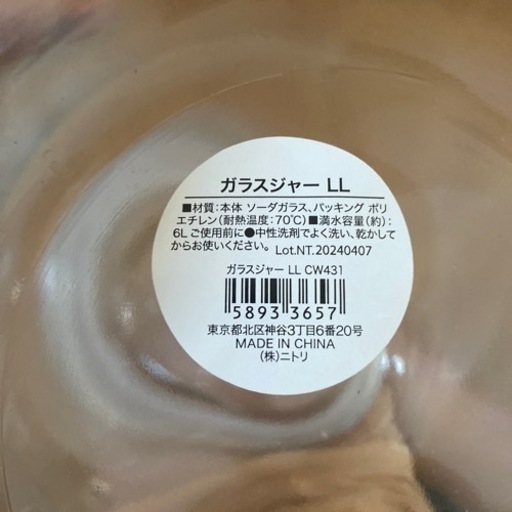 ガラスジャー LL
■材質:本体 ソーダガラス、パッキング ポリ
エチレン(耐熱温度:70℃)■満水容量(約):
6L ご使用前に●中性洗剤でよく洗い、乾かして
からお使いください。 Lot.NT.20240407
ガラスジャー LL CW431
5893 3657
東京都北区神谷3丁目6番20号
MADE IN CHINA
(株)ニトリ